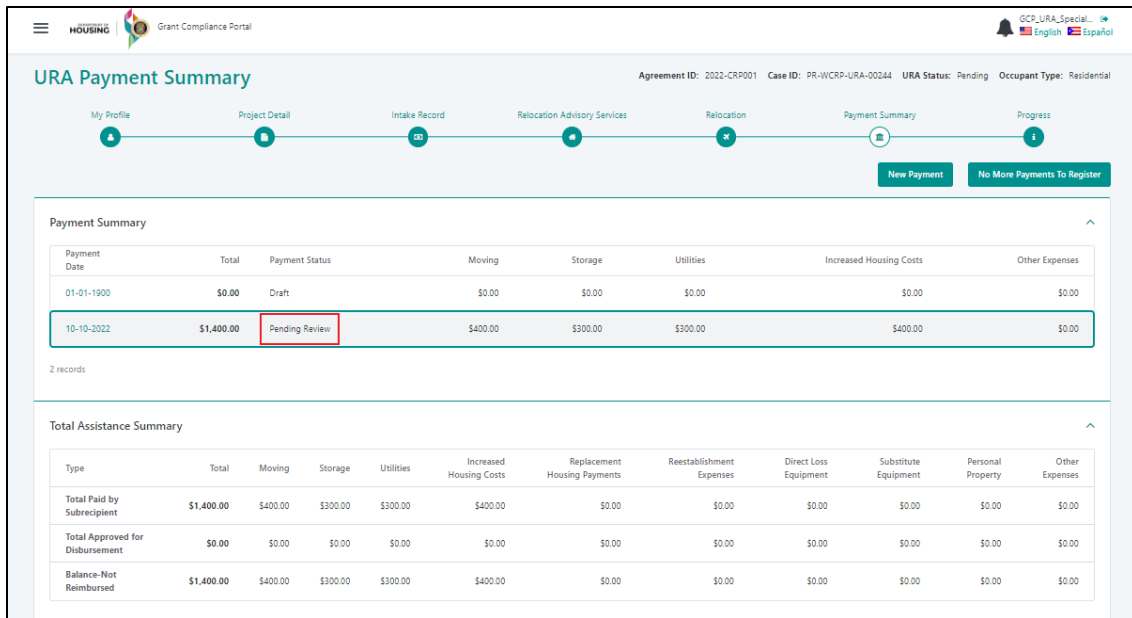 DEPARTMENT OF
HOUSING
Grant Compliance Portal
GCP_URA_Special...
English Español
URA Payment Summary
Agreement ID: 2022-CRP001 Case ID: PR-WCRP-URA-00244 URA Status: Pending Occupant Type: Residential
My Profile Project Detail Intake Record Relocation Advisory Services Relocation Payment Summary Progress
New Payment No More Payments To Register
Payment Summary
Payment Date Total Payment Status Moving Storage Utilities Increased Housing Costs Other Expenses
01-01-1900 $0.00 Draft $0.00 $0.00 $0.00 $0.00 $0.00
10-10-2022 $1,400.00 Pending Review $400.00 $300.00 $300.00 $400.00 $0.00
2 records
Total Assistance Summary
Type Total Moving Storage Utilities Increased Housing Costs Replacement Housing Payments Reestablishment Expenses Direct Loss Equipment Substitute Equipment Personal Property Other Expenses
Total Paid by Subrecipient $1,400.00 $400.00 $300.00 $300.00 $400.00 $0.00 $0.00 $0.00 $0.00 $0.00 $0.00
Total Approved for Disbursement $0.00 $0.00 $0.00 $0.00 $0.00 $0.00 $0.00 $0.00 $0.00 $0.00 $0.00
Balance-Not Reimbursed $1,400.00 $400.00 $300.00 $300.00 $400.00 $0.00 $0.00 $0.00 $0.00 $0.00 $0.00